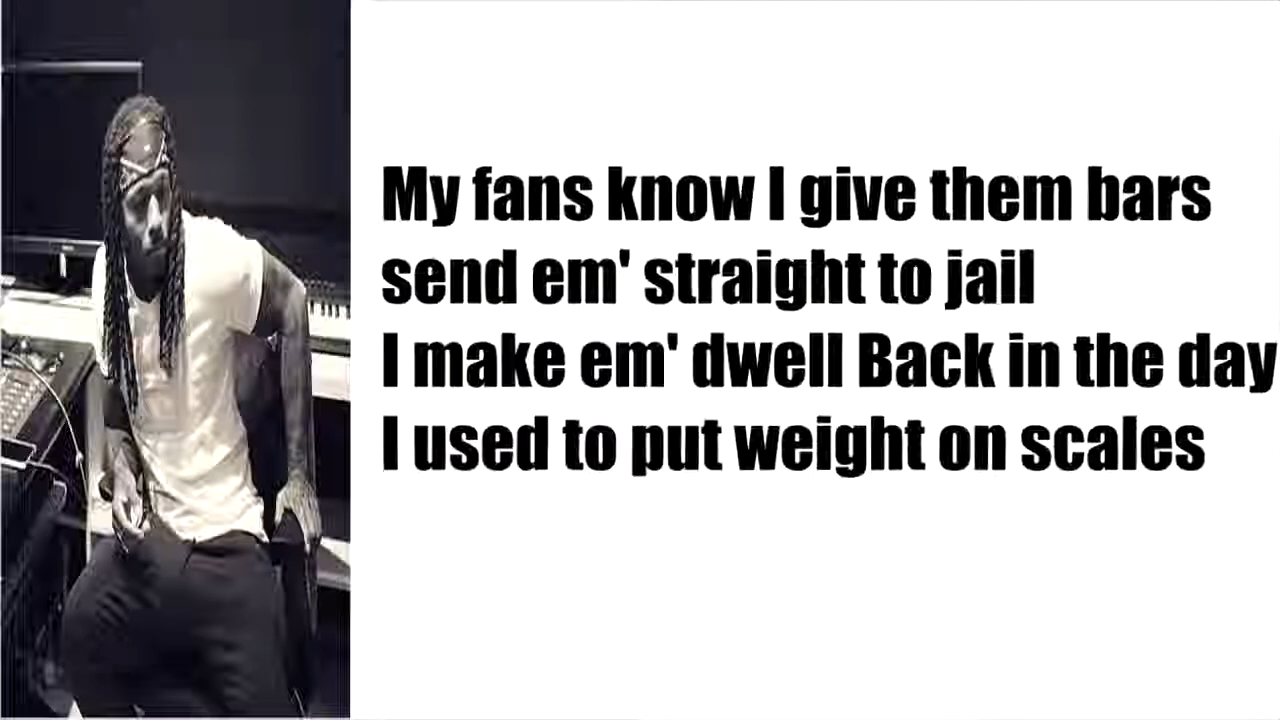 My fans know I give them bars
send em' straight to jail
I make em' dwell Back in the day
I used to put weight on scales